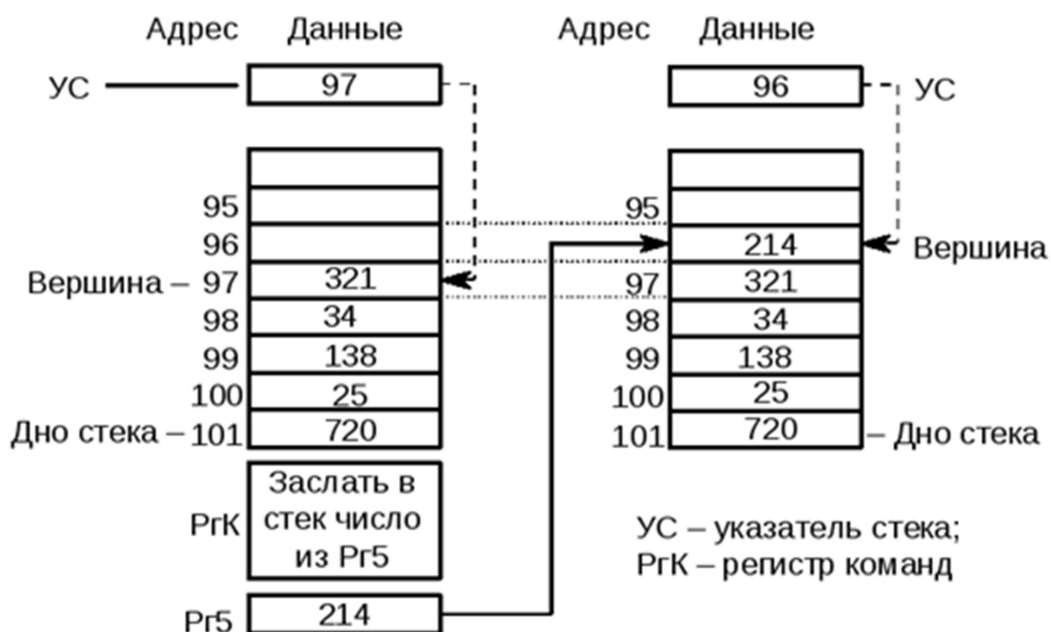 Адрес Данные Адрес Данные
УС 97 96 УС
95 95
96 214 Вершина
Вершина – 97 321 97 321
98 34 98 34
99 138 99 138
100 25 100 25
Дно стека – 101 720 101 720 – Дно стека
Заслать в
РгК стек число
из Рг5
УС – указатель стека;
РгК – регистр команд
Рг5 214